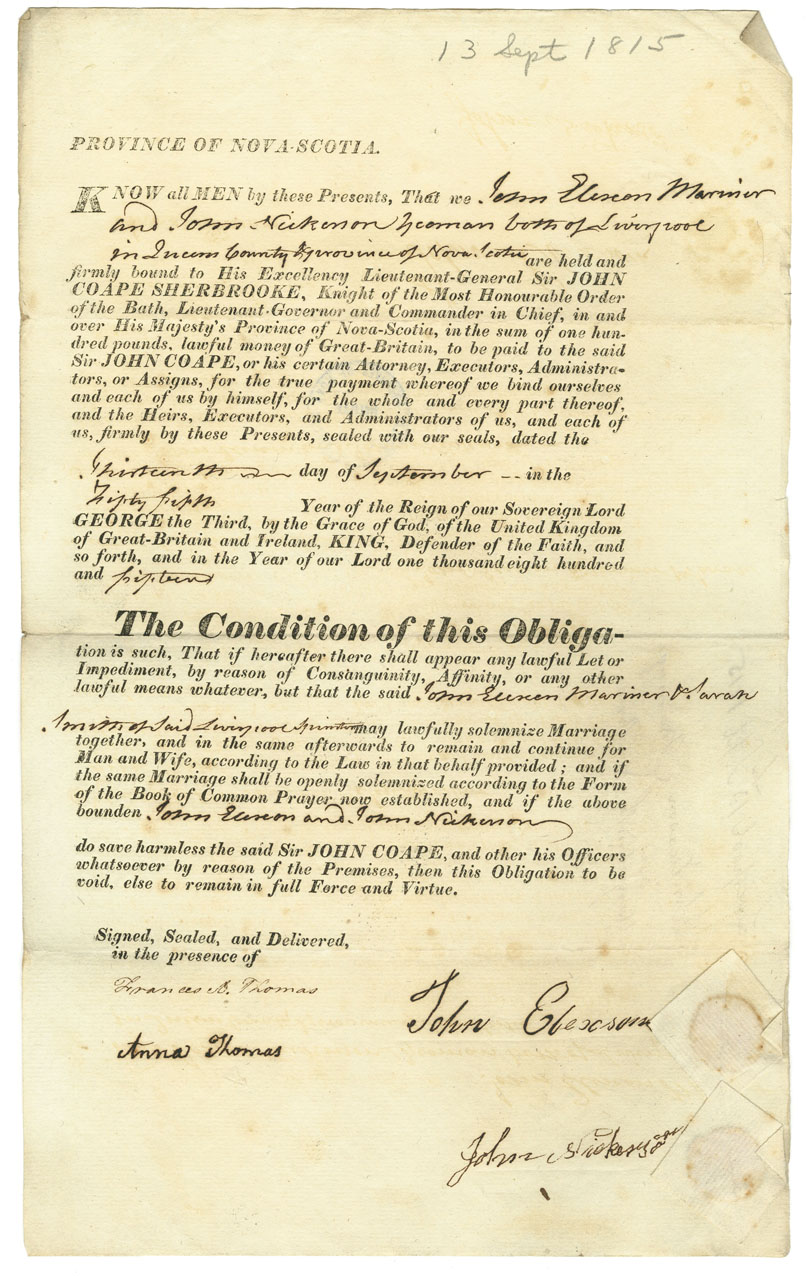 13 Sept 1815
PROVINCE OF NOVA-SCOTIA.
KNOW all MEN by these Presents, That we John Elexson Mariner
and John Nickerson Yeoman both of Liverpool
in Queens County & province of Nova Scotia are held and
firmly bound to His Excellency Lieutenant-General Sir JOHN
COAPE SHERBROOKE, Knight of the Most Honourable Order
of the Bath, Lieutenant-Governor and Commander in Chief, in and
over His Majesty's Province of Nova-Scotia, in the sum of one hun-
dred pounds, lawful money of Great-Britain, to be paid to the said
Sir JOHN COAPE, or his certain Attorney, Executors, Administra-
tors, or Assigns, for the true payment whereof we bind ourselves
and each of us by himself, for the whole and every part thereof,
and the Heirs, Executors, and Administrators of us, and each of
us, firmly by these Presents, sealed with our seals, dated the
Thirteenth day of September -- in the
Fifty fifth Year of the Reign of our Sovereign Lord
GEORGE the Third, by the Grace of God, of the United Kingdom
of Great-Britain and Ireland, KING, Defender of the Faith, and
so forth, and in the Year of our Lord one thousand eight hundred
and fifteen
The Condition of this Obliga-
tion is such, That if hereafter there shall appear any lawful Let or
Impediment, by reason of Consanguinity, Affinity, or any other
lawful means whatever, but that the said John Elexson Mariner & Sarah
Smith of Said Liverpool Spinster may lawfully solemnize Marriage
together, and in the same afterwards to remain and continue for
Man and Wife, according to the Law in that behalf provided; and if
the same Marriage shall be openly solemnized according to the Form
of the Book of Common Prayer now established, and if the above
bounden John Elexson and John Nickerson
do save harmless the said Sir JOHN COAPE, and other his Officers
whatsoever by reason of the Premises, then this Obligation to be
void, else to remain in full Force and Virtue.
Signed, Sealed, and Delivered,
in the presence of
Frances A. Thomas
John Elexson
Anna Thomas
John Nickerson